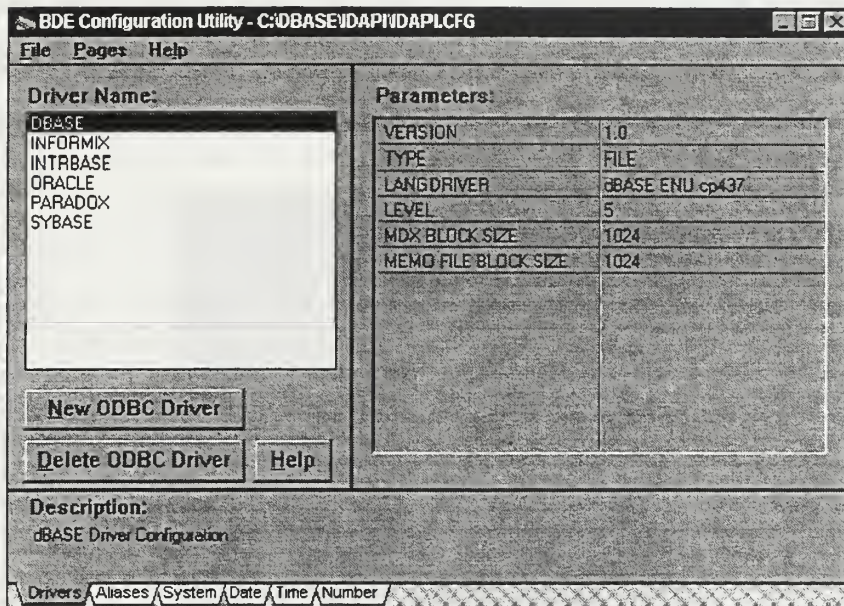 BDE Configuration Utility - C:\DBASE\IDAPI\IDAPI.CFG
File Pages Help
Driver Name:
DBASE
INFORMIX
INTRBASE
ORACLE
PARADOX
SYBASE
New ODBC Driver
Delete ODBC Driver Help
Parameters:
VERSION 1.0
TYPE FILE
LANGDRIVER dBASE ENU cp437
LEVEL 5
MDX BLOCK SIZE 1024
MEMO FILE BLOCK SIZE 1024
Description:
dBASE Driver Configuration
Drivers Aliases System Date Time Number